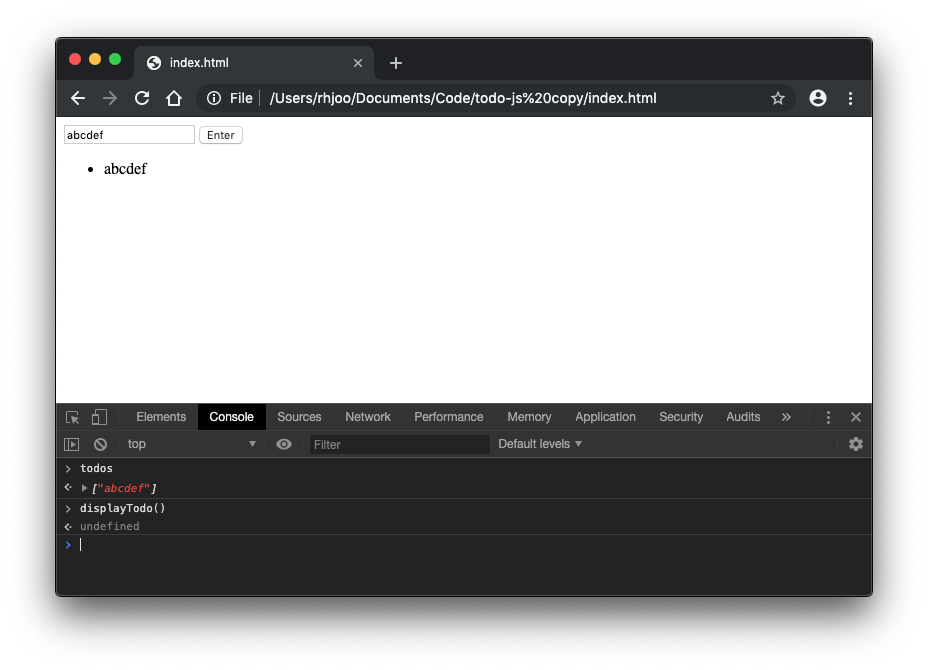 index.html
File /Users/rhjoo/Documents/Code/todo-js%20copy/index.html
abcdef Enter
• abcdef
Elements Console Sources Network Performance Memory Application Security Audits »
top Filter Default levels
> todos
["abcdef"]
> displayTodo()
undefined
>